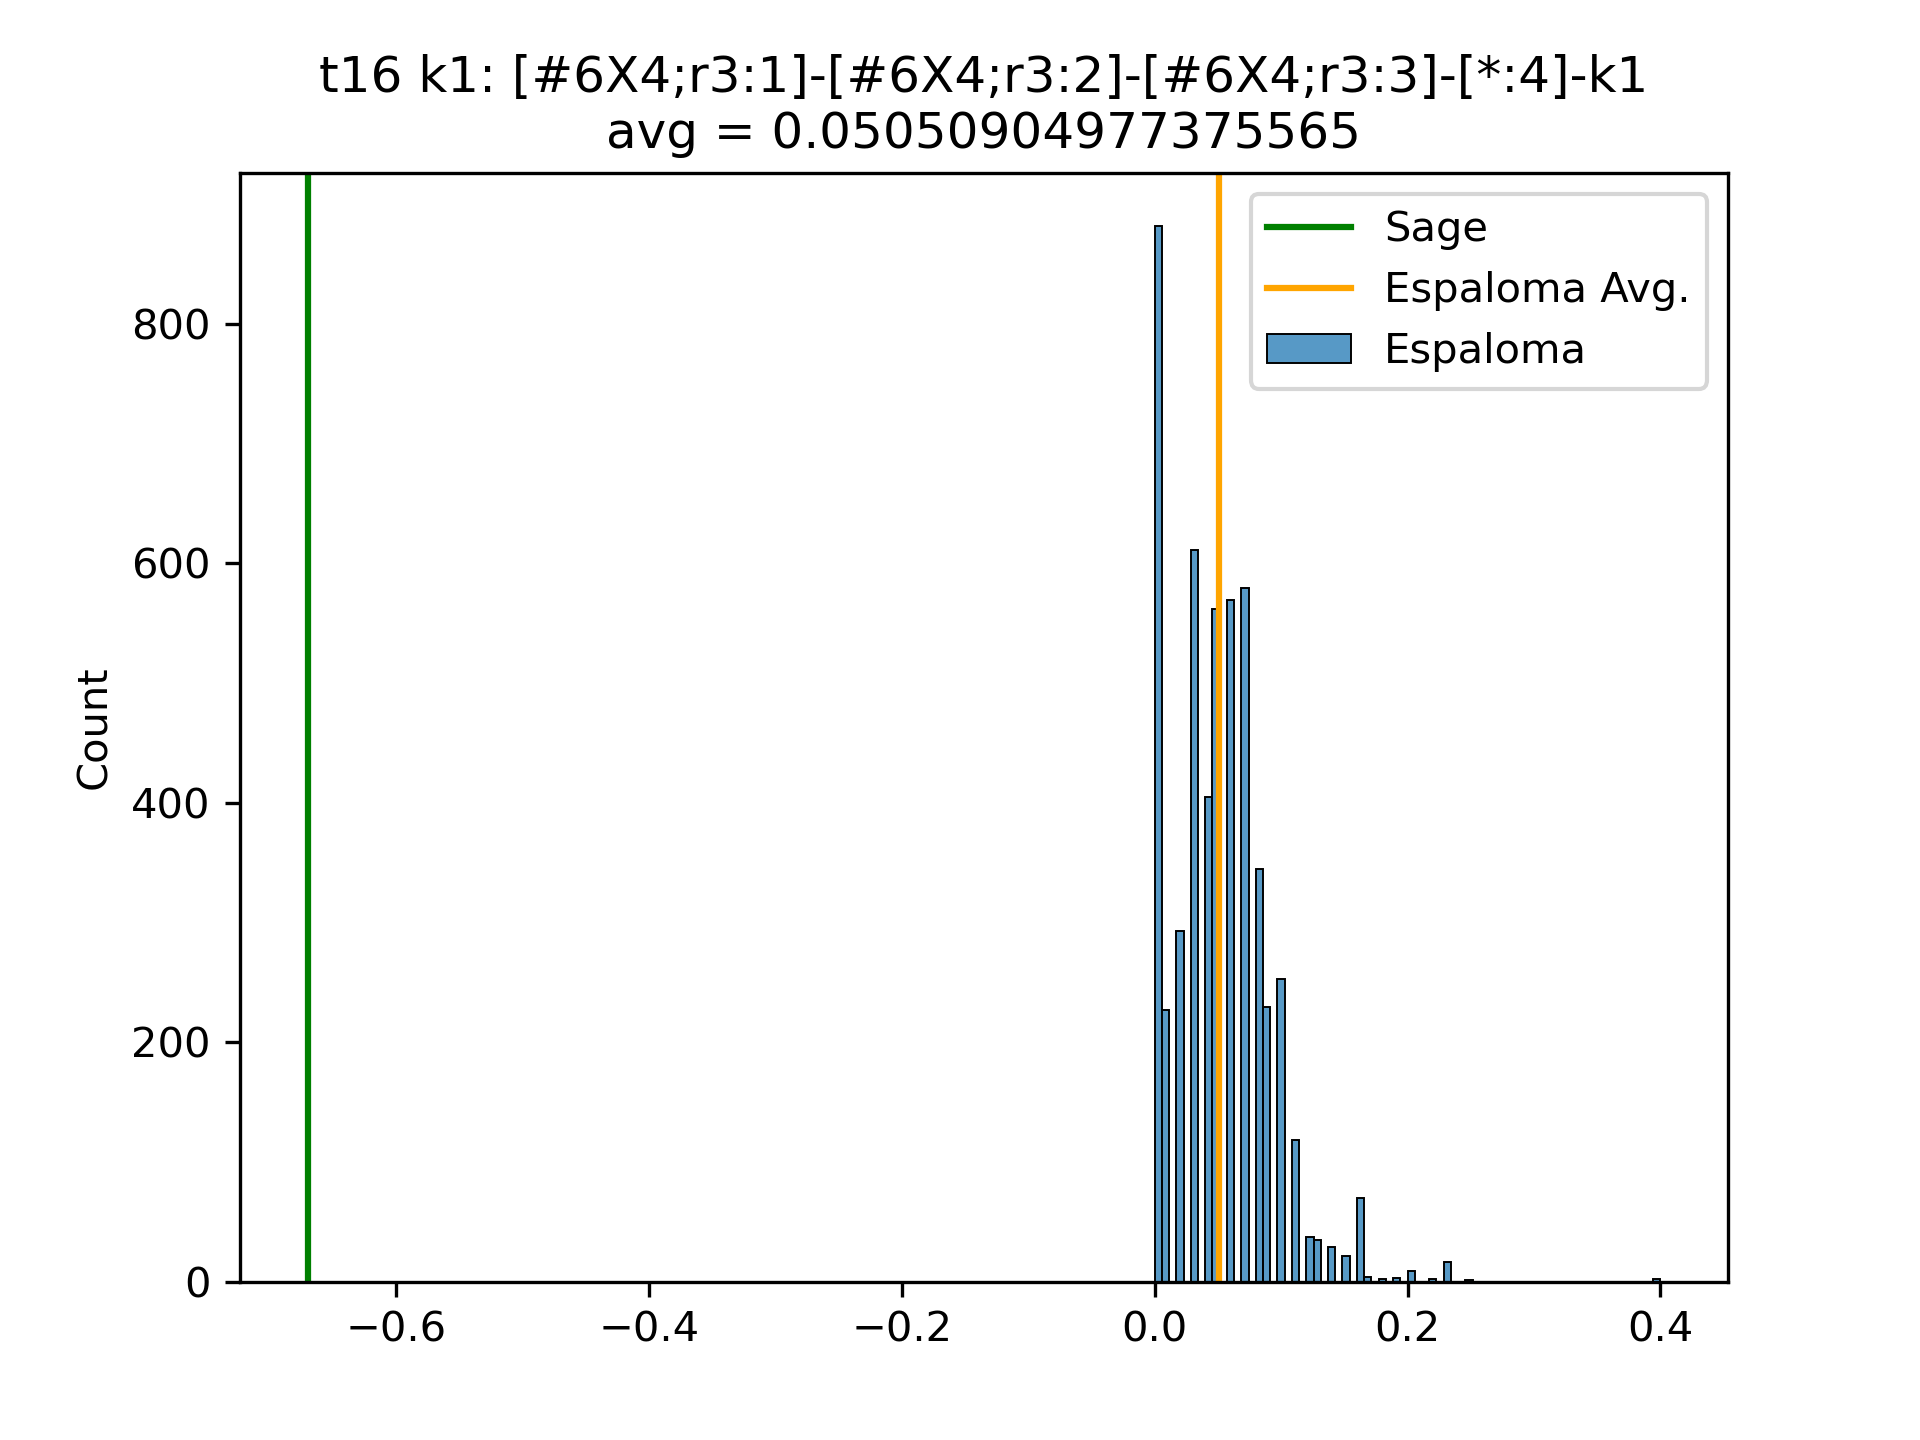 t16 k1: [#6X4;r3:1]-[#6X4;r3:2]-[#6X4;r3:3]-[*:4]-k1
avg = 0.05050904977375565
Sage
Espaloma Avg.
Espaloma
Count
800
600
400
200
0
−0.6
−0.4
−0.2
0.0
0.2
0.4